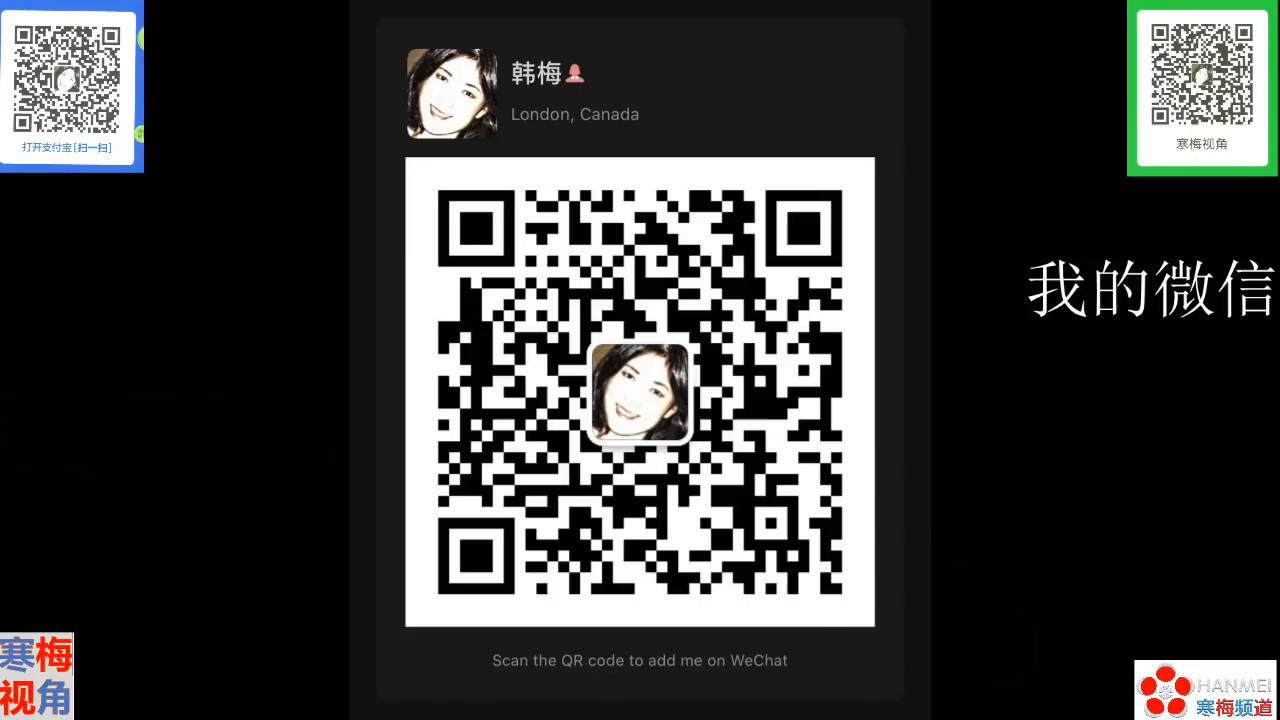 打开支付宝[扫一扫]
韩梅
London, Canada
寒梅视角
我的微信
Scan the QR code to add me on WeChat
寒梅
视角
HANMEI
寒梅频道